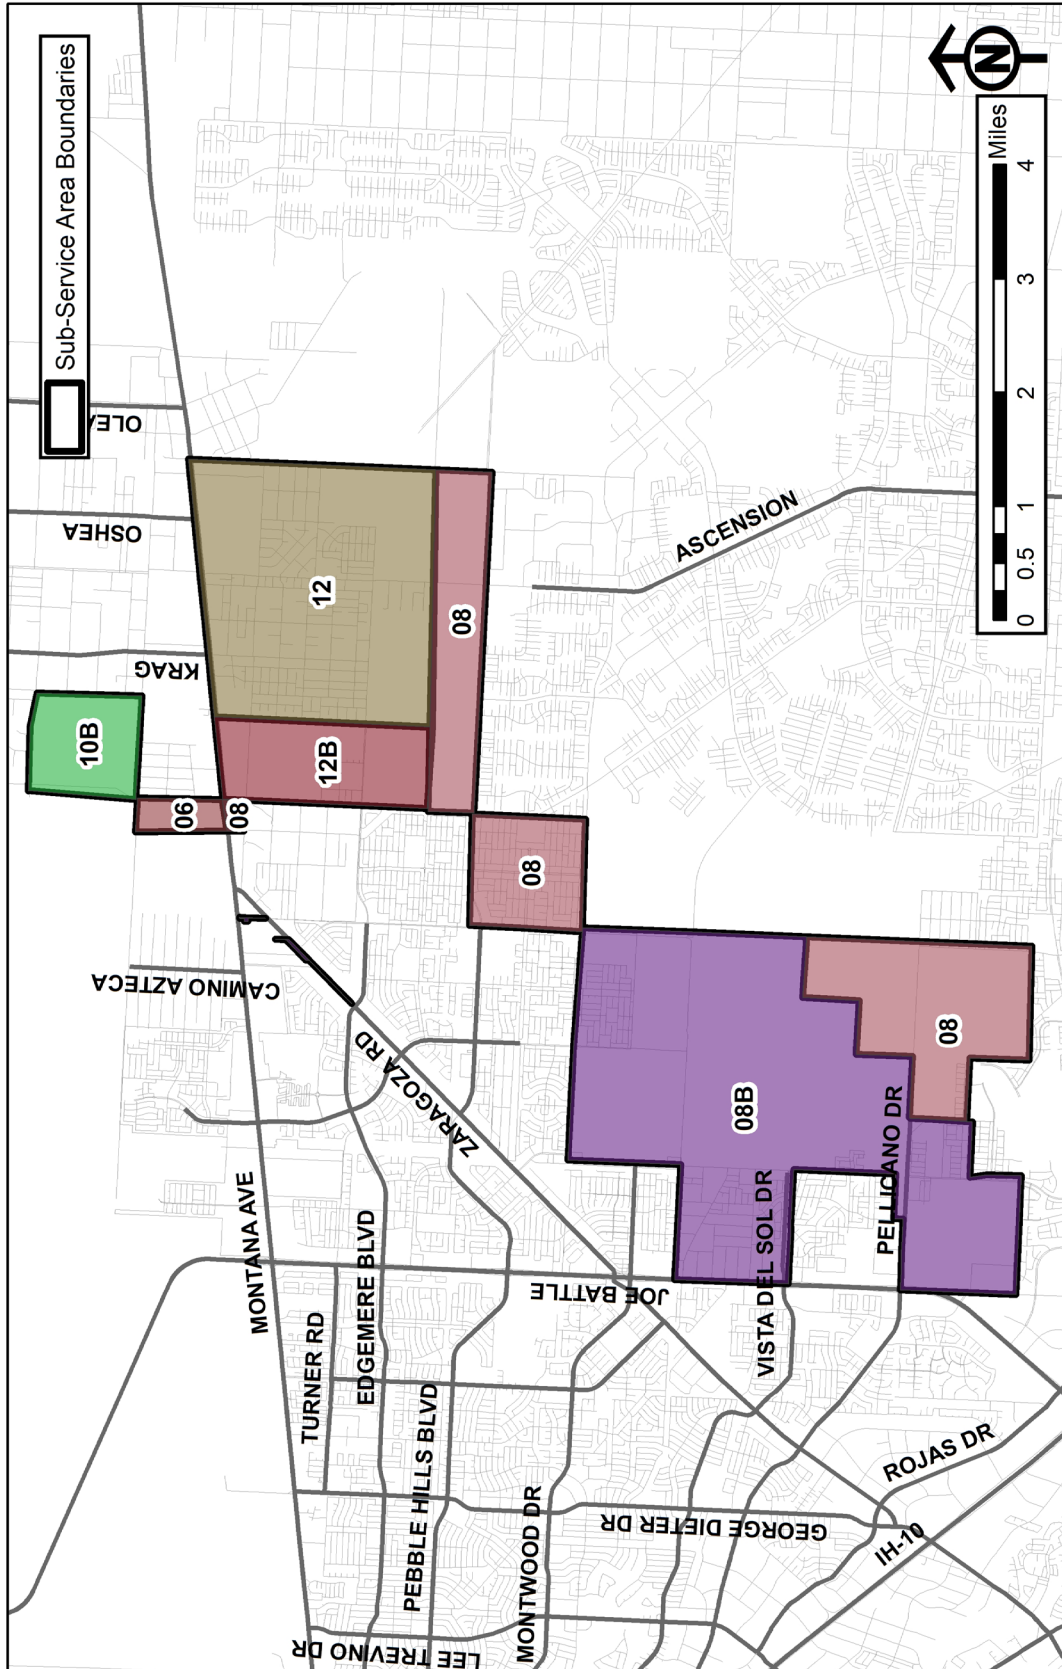 Sub-Service Area Boundaries
OLEA
OSHEA
KRAG
10B
CAMINO AZTECA
06
08
MONTANA AVE
TURNER RD
12B
12
EDGEMERE BLVD
LEE TREVINO DR
PEBBLE HILLS BLVD
ZARAGOZA RD
08
MONTWOOD DR
08
JOE BATTLE
ASCENSION
GEORGE DIETER DR
VISTA DEL SOL DR
08B
PELLICANO DR
IH-10
ROJAS DR
08
N
0 0.5 1 2 3 4
Miles